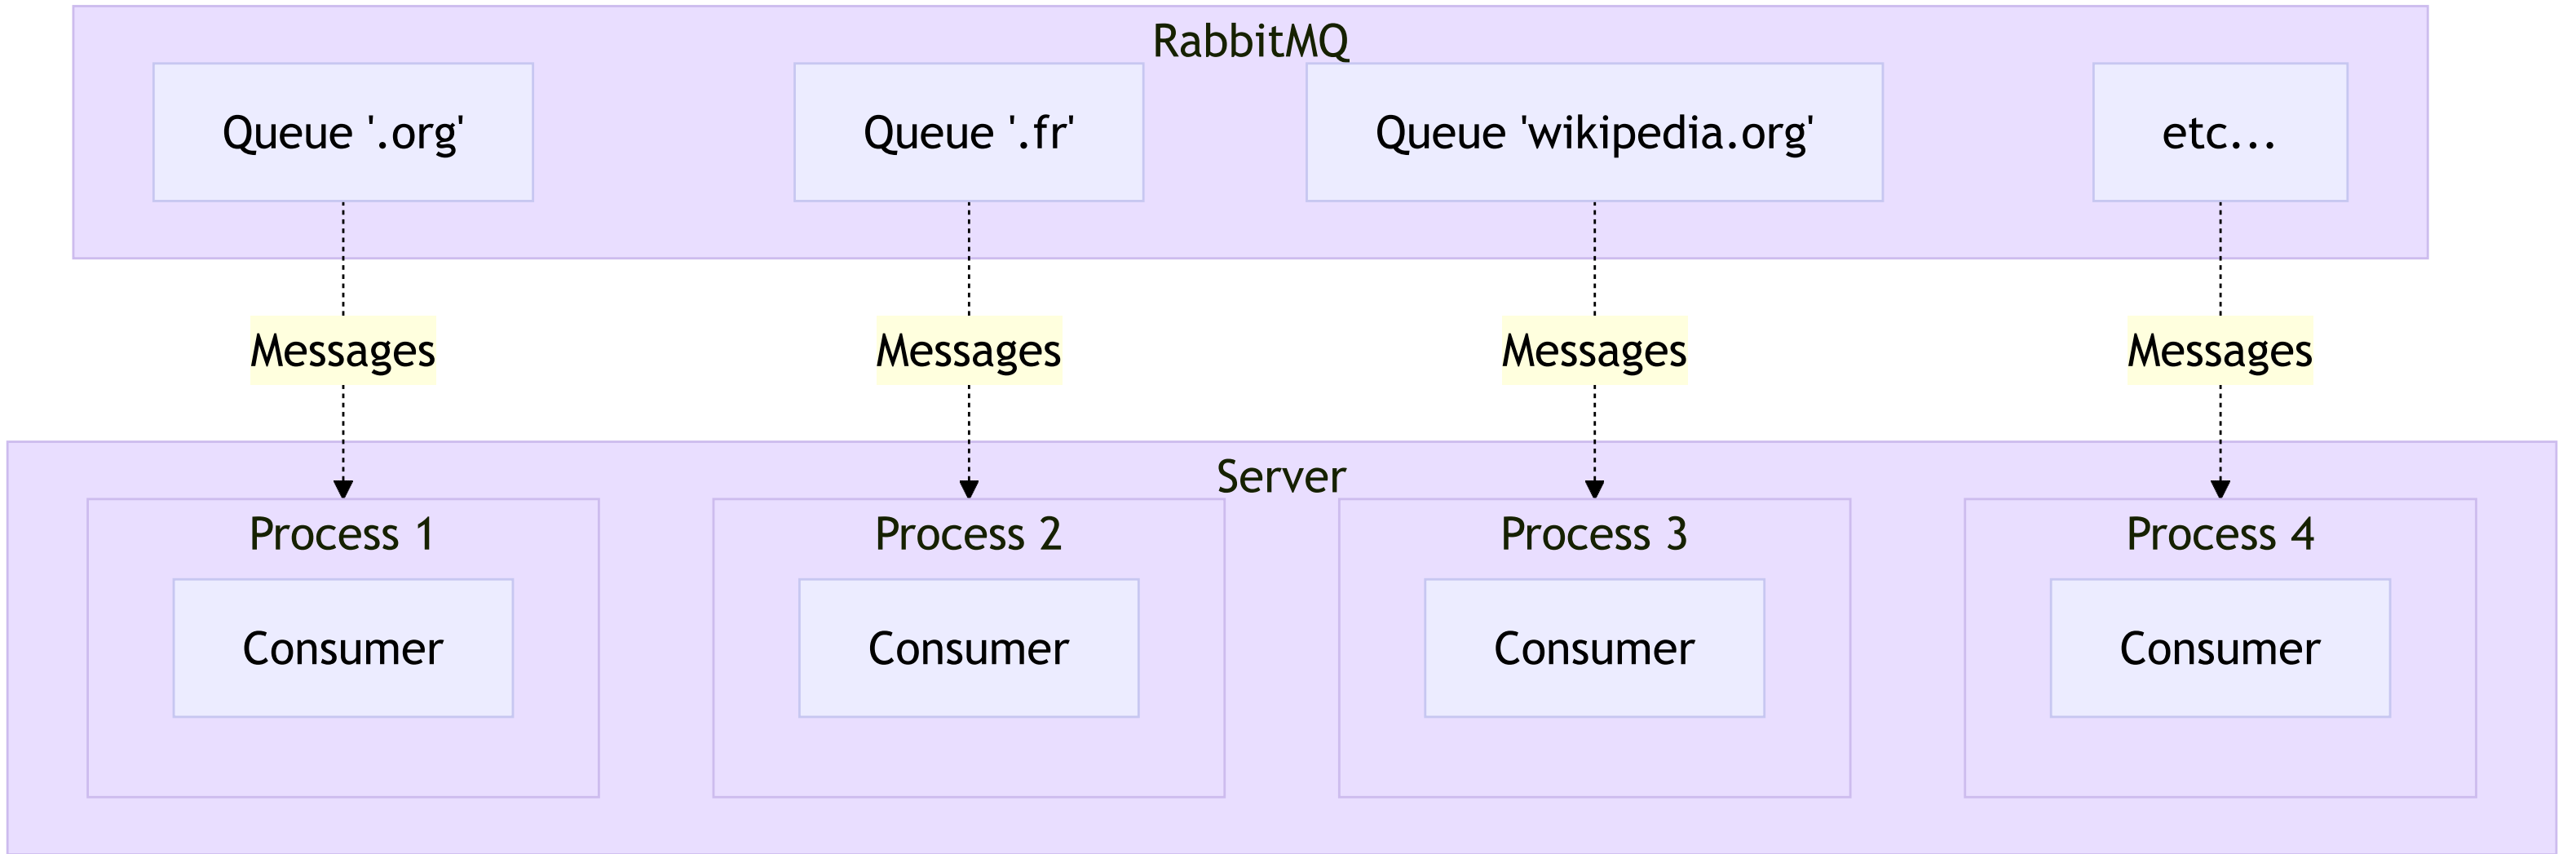 RabbitMQ
Queue '.org'
Queue '.fr'
Queue 'wikipedia.org'
etc...
Messages
Messages
Messages
Messages
Server
Process 1
Process 2
Process 3
Process 4
Consumer
Consumer
Consumer
Consumer